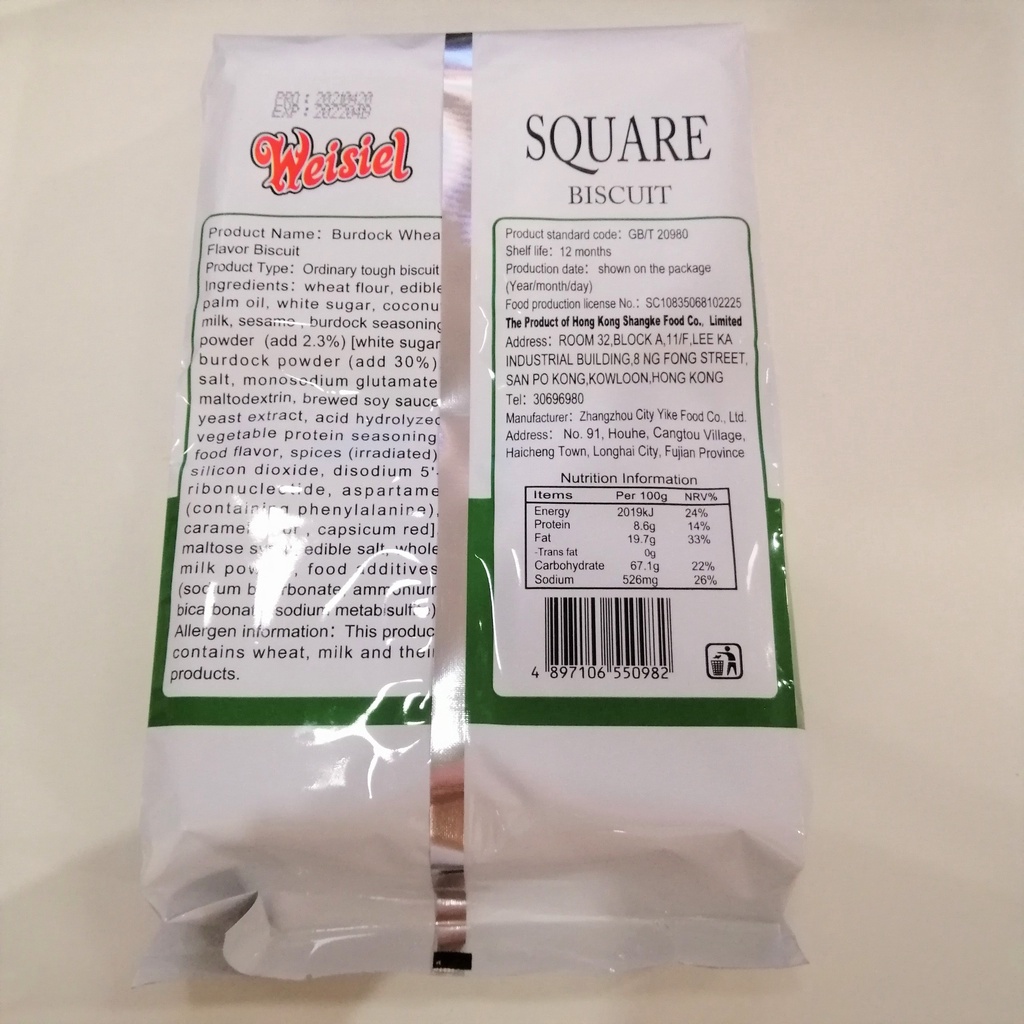 PRO : 20210420
EXP : 20220419
Weisiel
Product Name: Burdock Whea
Flavor Biscuit
Product Type: Ordinary tough biscuit
Ingredients: wheat flour, edible
palm oil, white sugar, coconu
milk, sesame, burdock seasoning
powder (add 2.3%) [white sugar
burdock powder (add 30%)
salt, monosodium glutamate
maltodextrin, brewed soy sauce
yeast extract, acid hydrolyzed
vegetable protein seasoning
food flavor, spices (irradiated)
silicon dioxide, disodium 5'-
ribonucleotide, aspartame
(containing phenylalanine),
capsicum red]
maltose edible salt, whole
milk food additives
(sodium bicarbonate, ammonium
bicarbonate sodium metabisulfite)
Allergen information: This produc
contains wheat, milk and their
products.
SQUARE
BISCUIT
Product standard code: GB/T 20980
Shelf life: 12 months
Production date: shown on the package
(Year/month/day)
Food production license No.: SC10835068102225
The Product of Hong Kong Shangke Food Co., Limited
Address: ROOM 32,BLOCK A,11/F,LEE KA
INDUSTRIAL BUILDING,8 NG FONG STREET,
SAN PO KONG,KOWLOON,HONG KONG
Tel: 30696980
Manufacturer: Zhangzhou City Yike Food Co., Ltd.
Address: No. 91, Houhe, Cangtou Village,
Haicheng Town, Longhai City, Fujian Province
Nutrition Information
Items Per 100g NRV%
Energy 2019kJ 24%
Protein 8.6g 14%
Fat 19.7g 33%
-Trans fat 0g
Carbohydrate 67.1g 22%
Sodium 526mg 26%
4 897106 550982